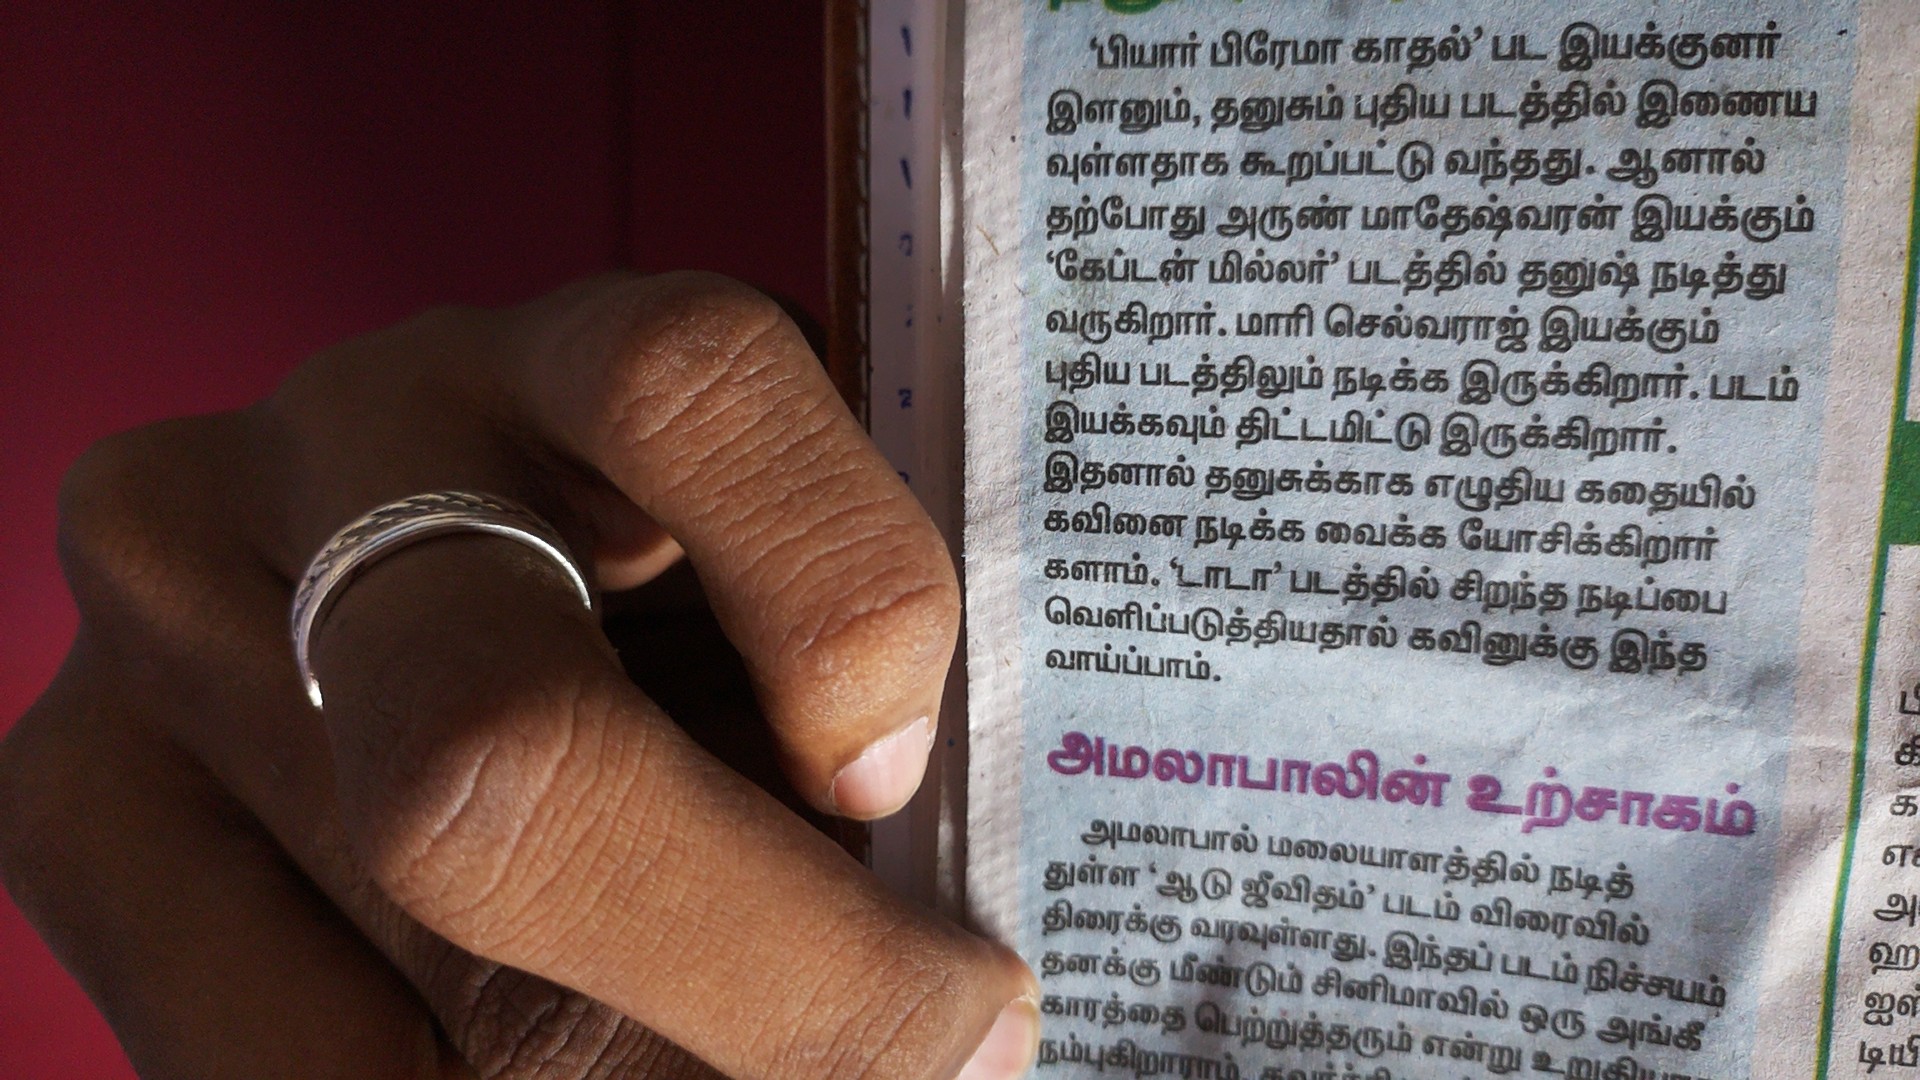 ‘பியார் பிரேமா காதல்’ பட இயக்குனர்
இளனும், தனுசும் புதிய படத்தில் இணைய
வுள்ளதாக கூறப்பட்டு வந்தது. ஆனால்
தற்போது அருண் மாதேஷ்வரன் இயக்கும்
‘கேப்டன் மில்லர்’ படத்தில் தனுஷ் நடித்து
வருகிறார். மாரி செல்வராஜ் இயக்கும்
புதிய படத்திலும் நடிக்க இருக்கிறார். படம்
இயக்கவும் திட்டமிட்டு இருக்கிறார்.
இதனால் தனுசுக்காக எழுதிய கதையில்
கவினை நடிக்க வைக்க யோசிக்கிறார்
களாம். ‘டாடா’ படத்தில் சிறந்த நடிப்பை
வெளிப்படுத்தியதால் கவினுக்கு இந்த
வாய்ப்பாம்.
அமலாபாலின் உற்சாகம்
அமலாபால் மலையாளத்தில் நடித்
துள்ள ‘ஆடு ஜீவிதம்’ படம் விரைவில்
திரைக்கு வரவுள்ளது. இந்தப் படம் நிச்சயம்
தனக்கு மீண்டும் சினிமாவில் ஒரு அங்கீ
காரத்தை பெற்றுத்தரும் என்று
நம்புகிறாராம்.